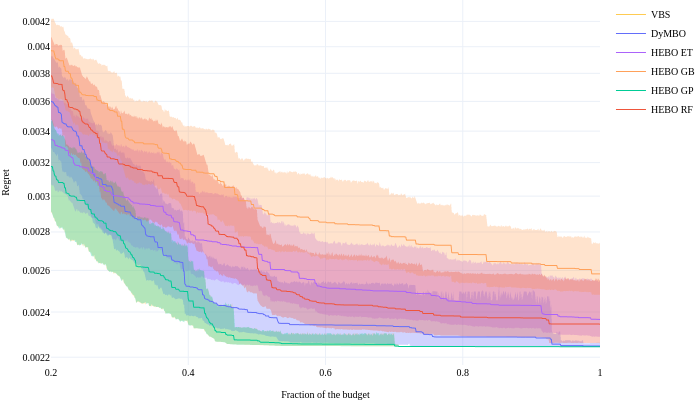 0.0042
0.004
0.0038
0.0036
0.0034
0.0032
0.003
0.0028
0.0026
0.0024
0.0022
Regret
0.2
0.4
0.6
0.8
1
Fraction of the budget
VBS
DyMBO
HEBO ET
HEBO GB
HEBO GP
HEBO RF